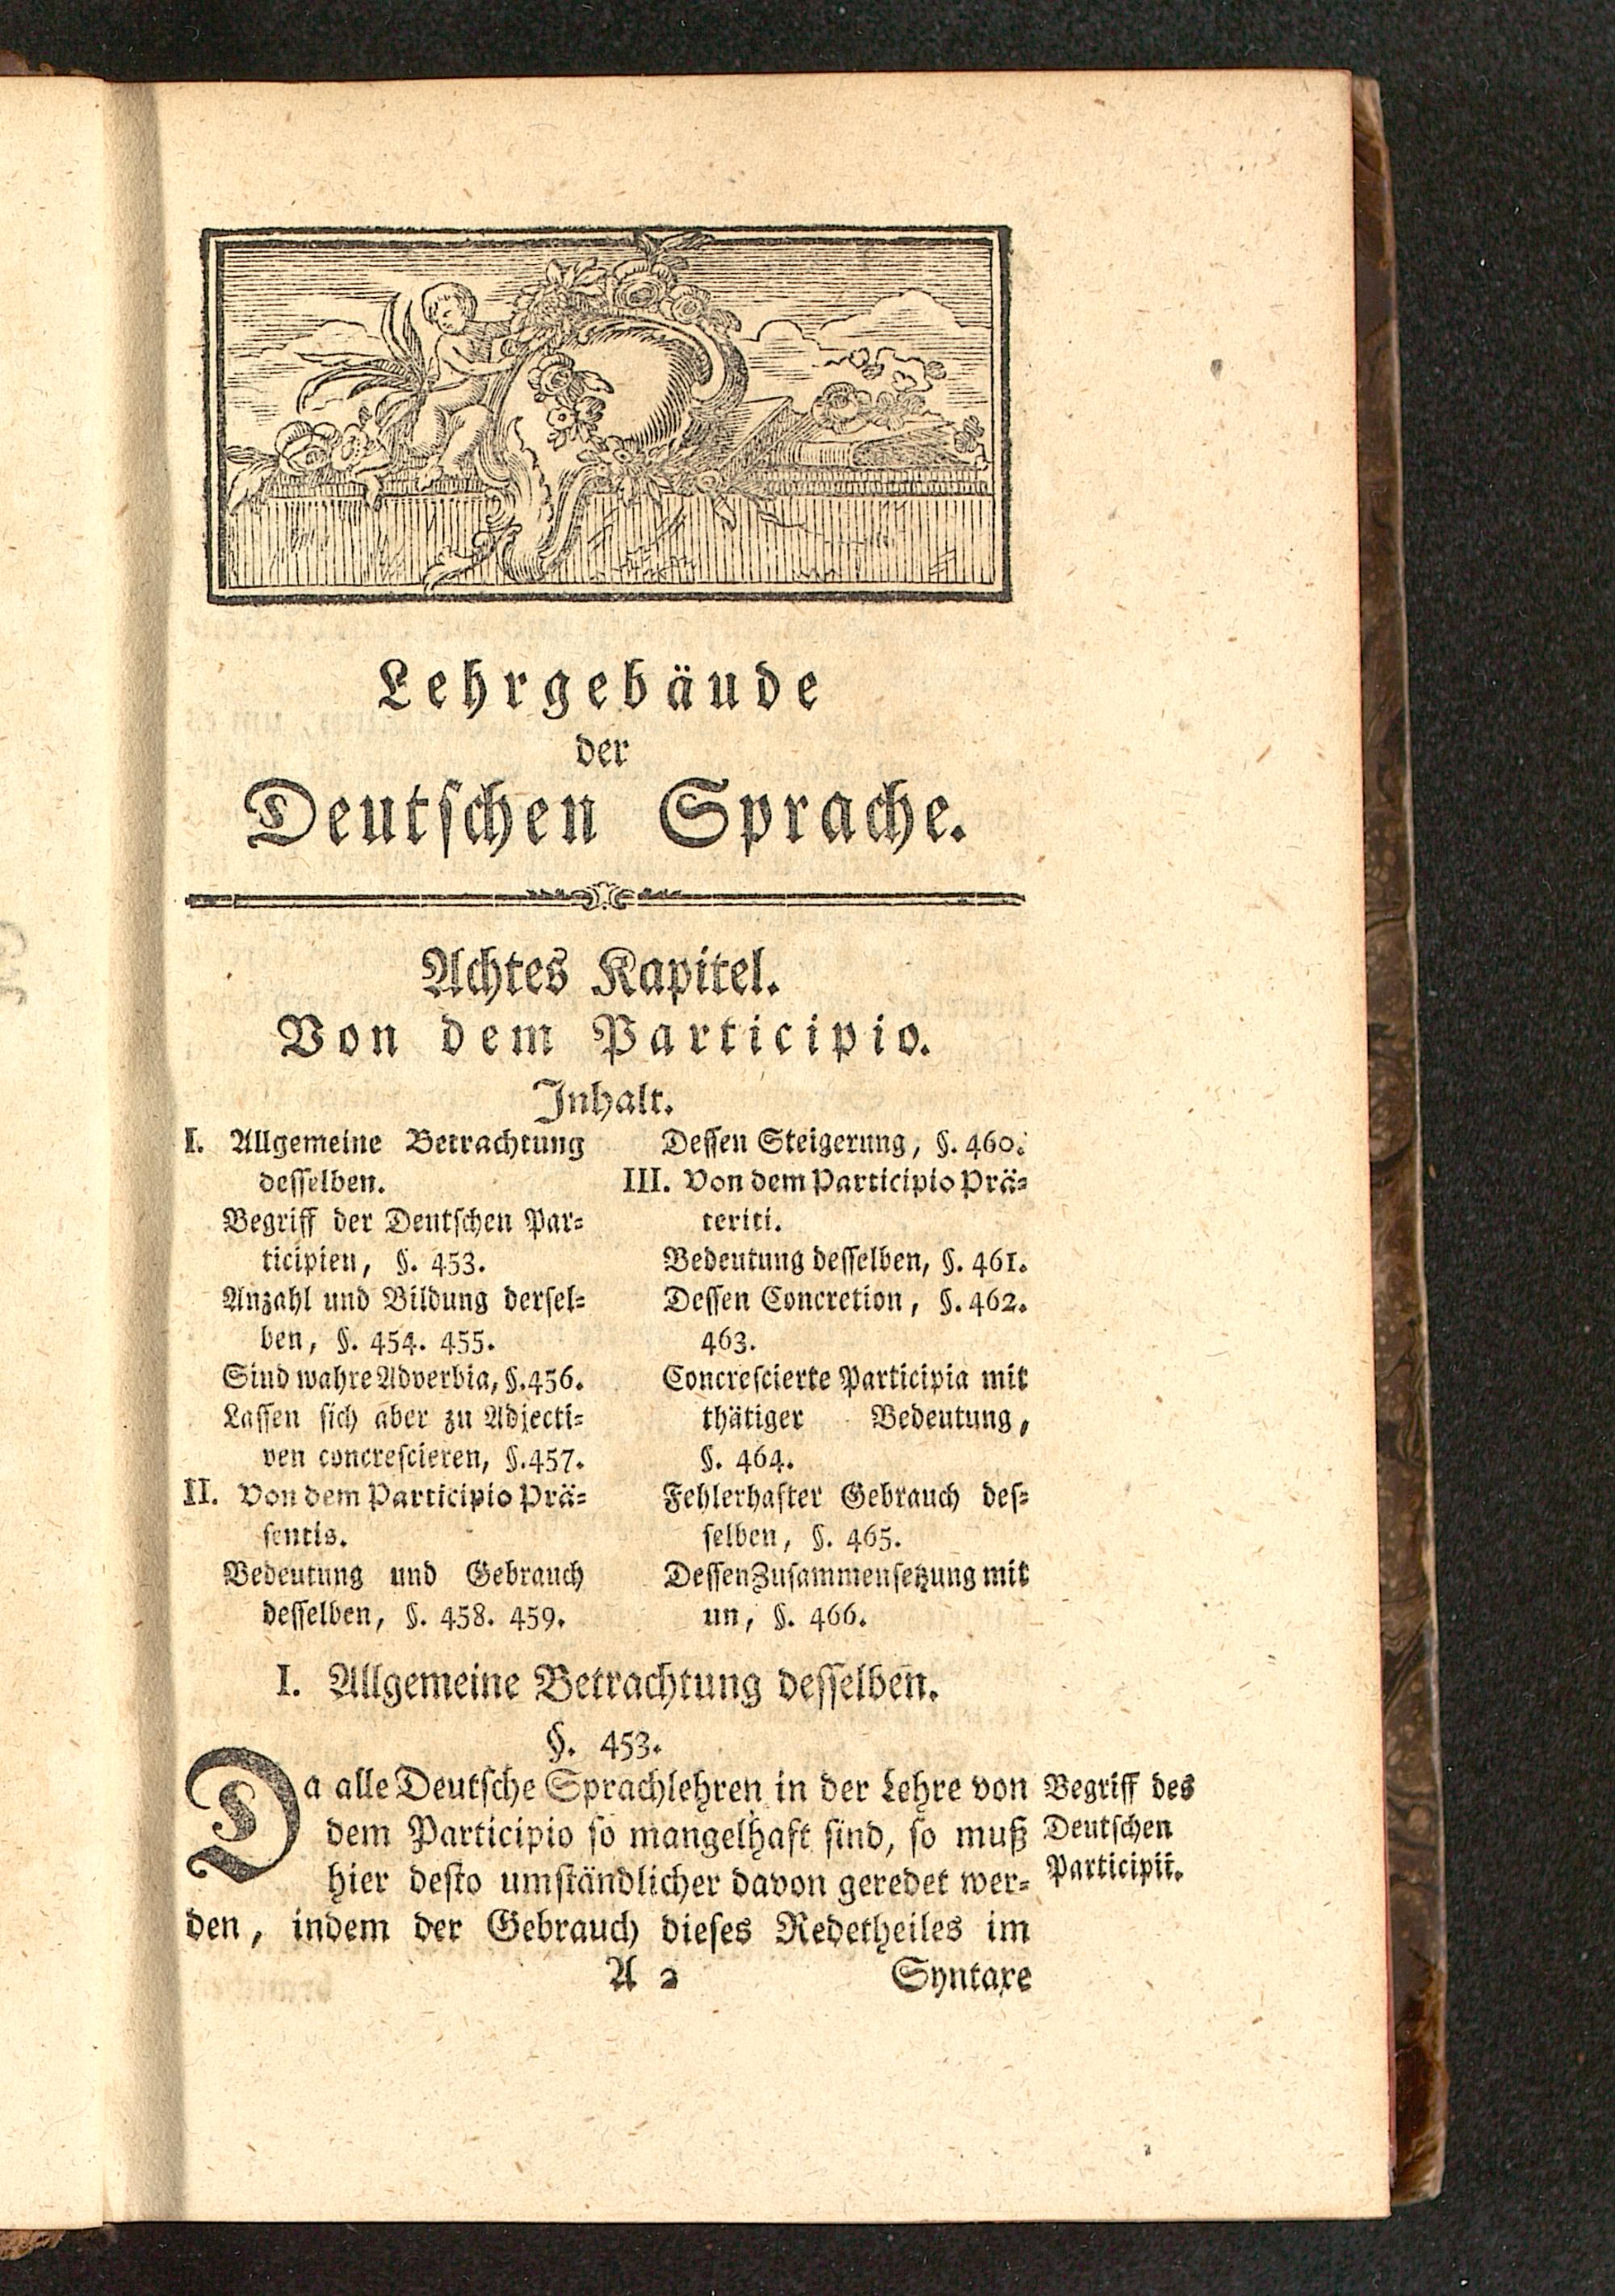 Lehrgebäude
der
Deutschen Sprache.
Achtes Kapitel.
Von dem Participio.
Inhalt.
I. Allgemeine Betrachtung
desselben.
Begriff der Deutschen Par-
ticipien, §. 453.
Anzahl und Bildung dersel-
ben, §. 454. 455.
Sind wahre Adverbia, §. 456.
Lassen sich aber zu Adjecti-
ven concrescieren, §. 457.
II. Von dem Participio Prä-
sentis.
Bedeutung und Gebrauch
desselben, §. 458. 459.
Dessen Steigerung, §. 460.
III. Von dem Participio Prä-
teriti.
Bedeutung desselben, §. 461.
Dessen Concretion, §. 462.
463.
Concrescierte Participia mit
thätiger Bedeutung,
§. 464.
Fehlerhafter Gebrauch des-
selben, §. 465.
Dessen Zusammensetzung mit
un, §. 466.
I. Allgemeine Betrachtung desselben.
§. 453.
Da alle Deutsche Sprachlehren in der Lehre von
dem Participio so mangelhaft sind, so muß
hier desto umständlicher davon geredet wer-
den, indem der Gebrauch dieses Redetheiles im
Begriff des
Deutschen
Participii.
A 2 Syntaxe